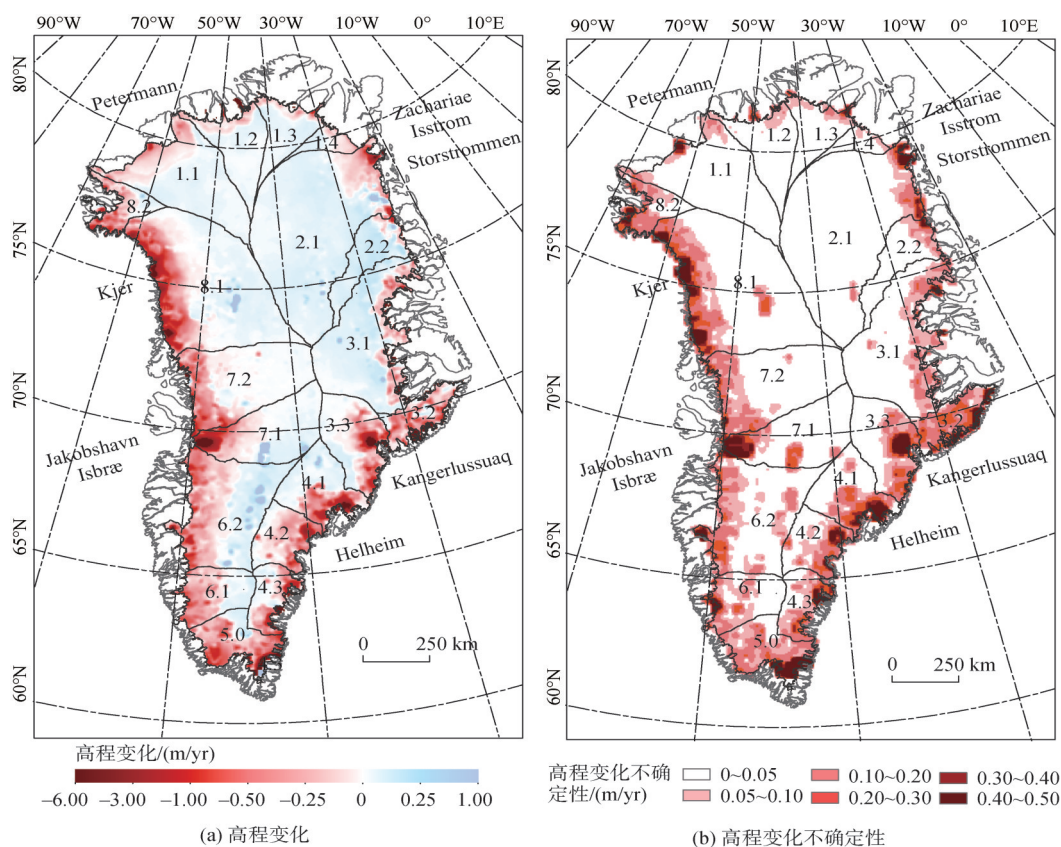 90°W 70°W 50°W 30°W 20°W 10°W 0° 10°E
80°N
75°N
70°N
65°N
60°N
Petermann
Zachariae
Isstrom
Storstrommen
Kjer
Jakobshavn
Isbræ
Kangerlussuaq
Helheim
1.2
1.3
1.4
1.1
8.2
2.1
2.2
8.1
3.1
7.2
3.2
3.3
7.1
4.1
6.2
4.2
6.1
4.3
5.0
0 250 km
高程变化/(m/yr)
−6.00 −3.00 −1.00 −0.50 −0.25 0 0.25 1.00
(a) 高程变化
90°W 70°W 50°W 40°W 30°W 20°W 10°W 0° 10°E
80°N
75°N
70°N
65°N
60°N
Petermann
Zachariae
Isstrom
Storstrommen
Kjer
Jakobshavn
Isbræ
Kangerlussuaq
Helheim
1.2
1.3
1.4
1.1
8.2
2.1
2.2
8.1
3.1
7.2
3.2
3.3
7.1
4.1
6.2
4.2
6.1
4.3
5.0
0 250 km
高程变化不确
定性/(m/yr)
0~0.05 0.10~0.20 0.30~0.40
0.05~0.10 0.20~0.30 0.40~0.50
(b) 高程变化不确定性